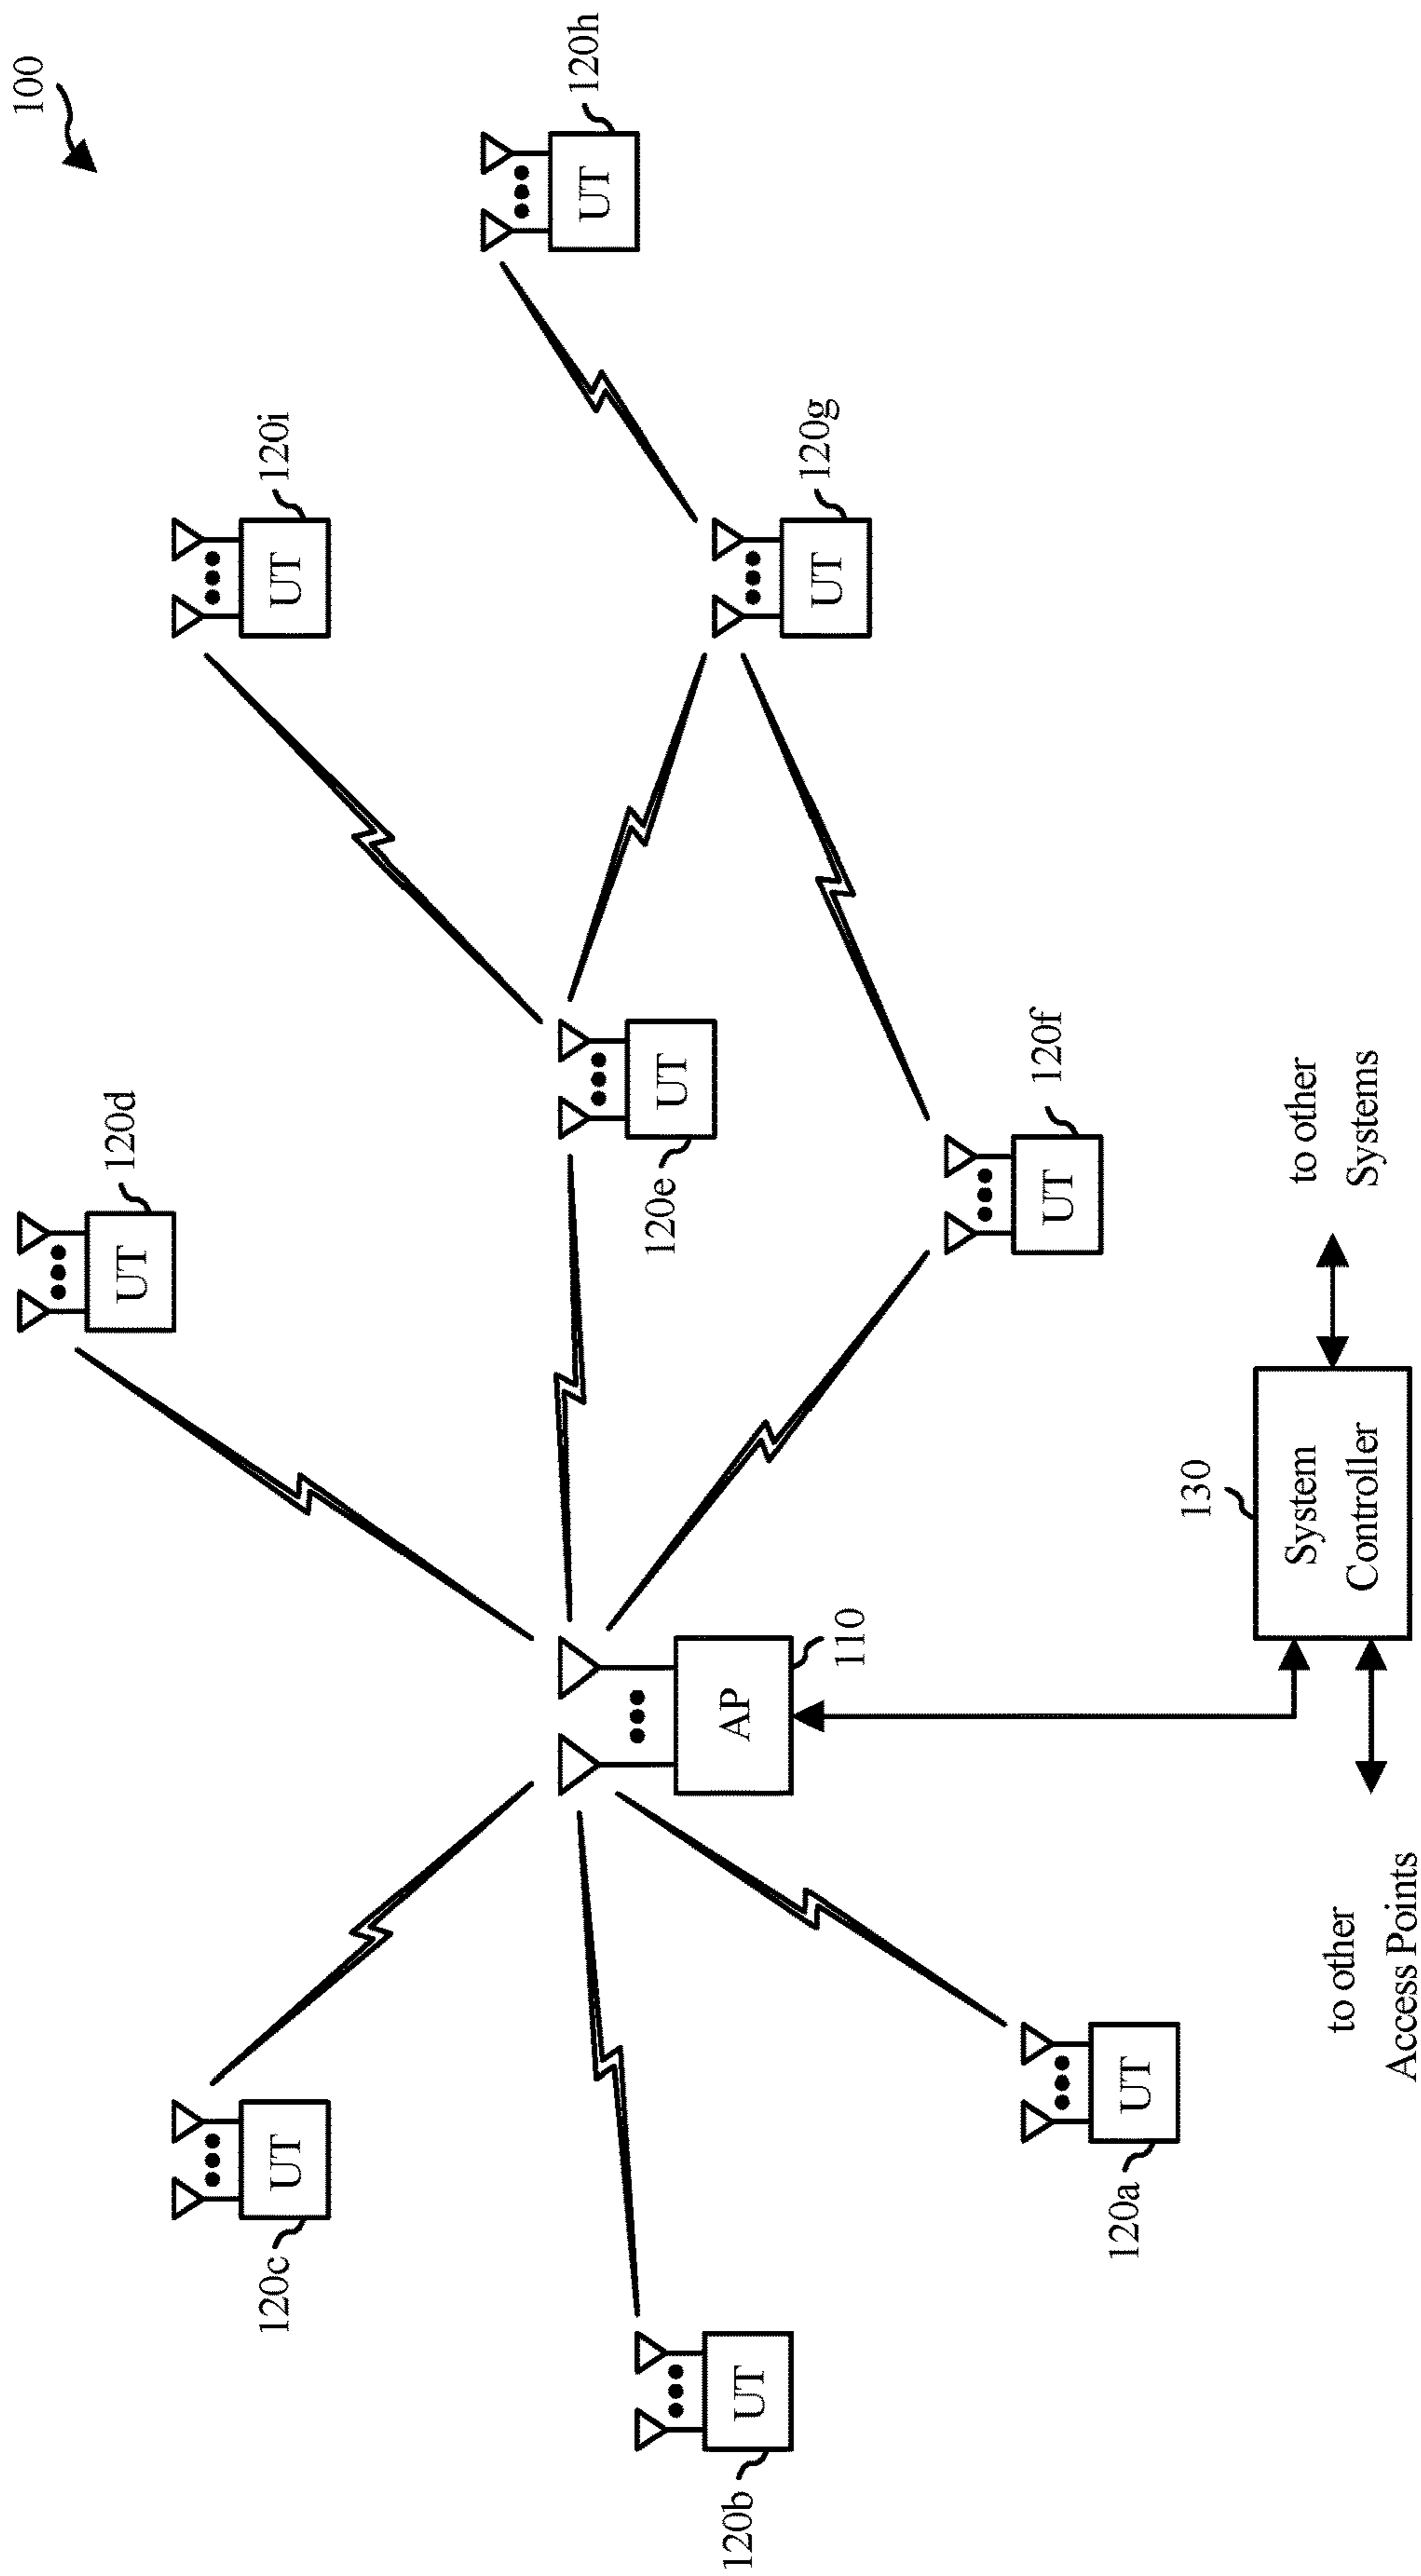 100
120d
UT
120i
UT
120c
UT
120h
UT
120e
UT
AP
110
120b
UT
120g
UT
120f
UT
120a
UT
130
System
Controller
to other
Systems
to other
Access Points